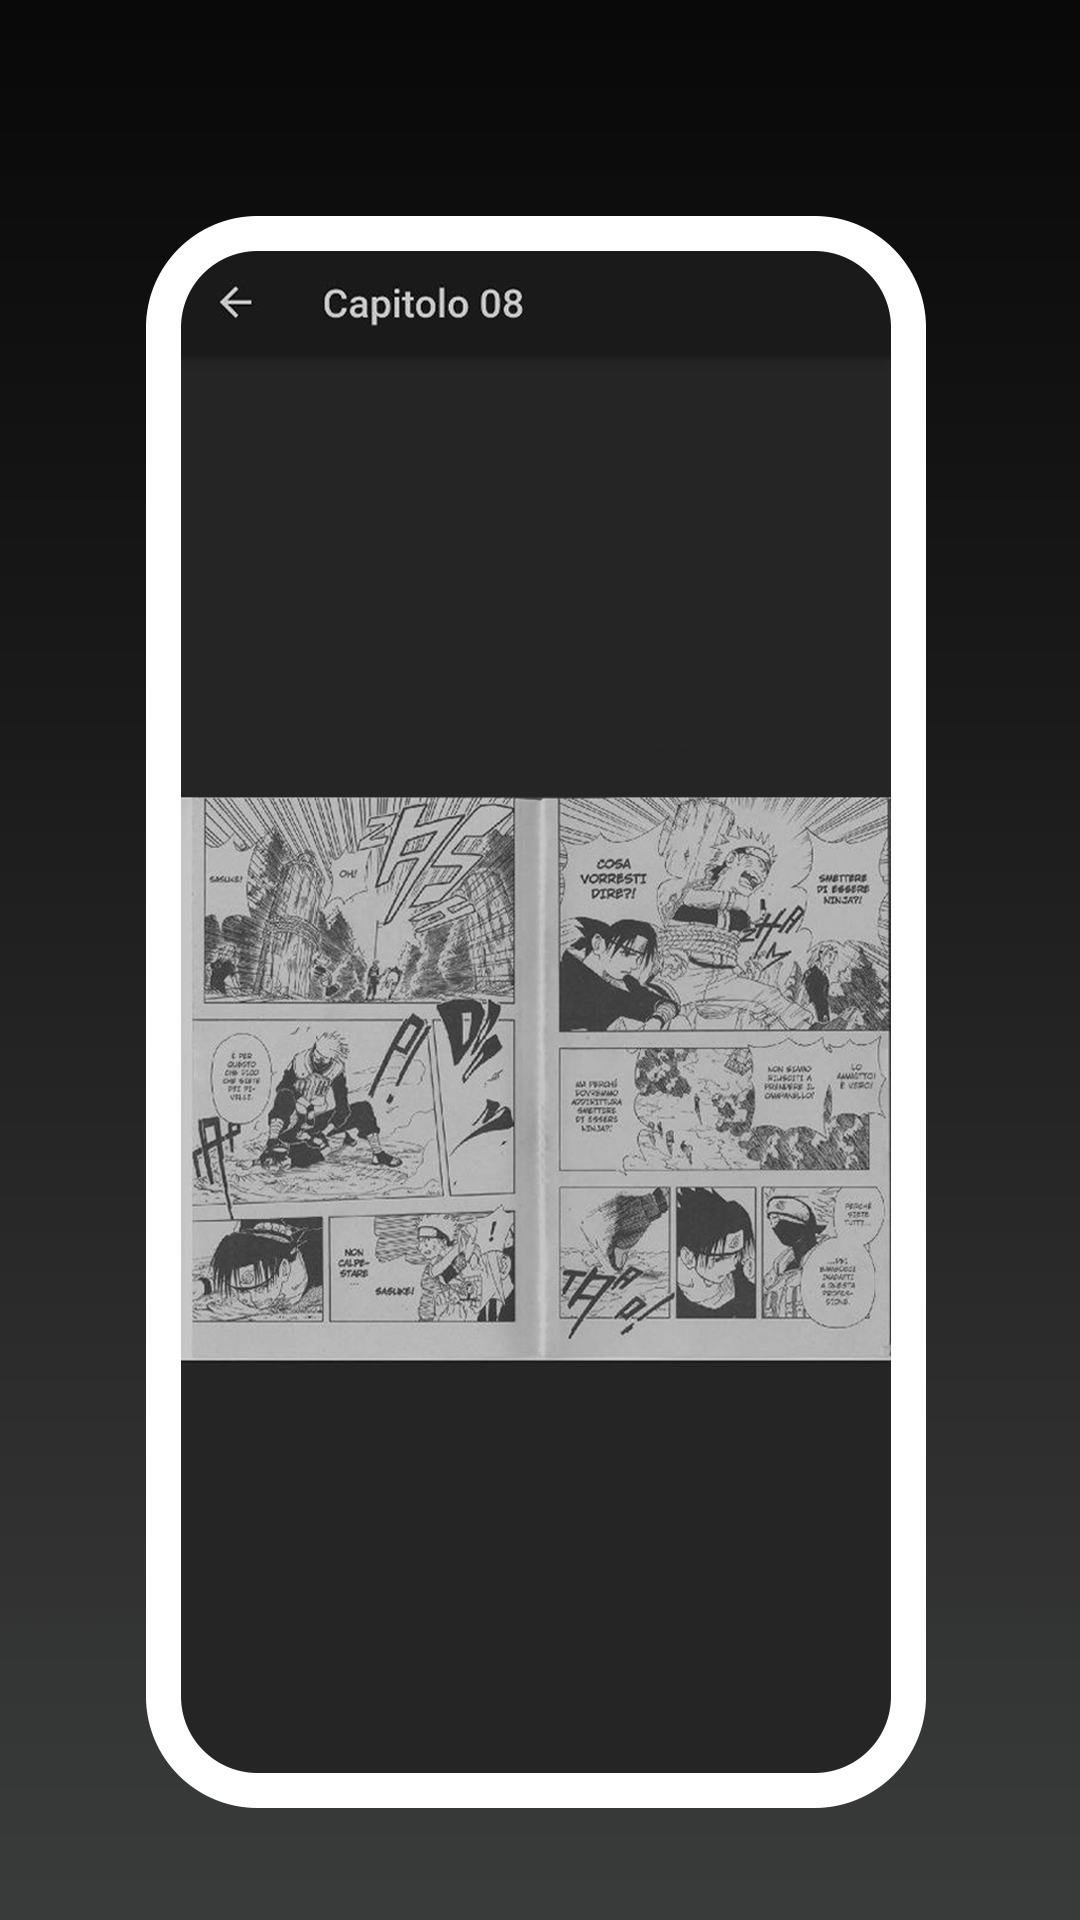 Capitolo 08
COSA
VORRESTI
DIRE?!
SMETTERE
DI ESSERE
NINJA?!
LO
AMMETTO!
È VERO!
NON SIAMO
RIUSCITI A
PRENDERE IL
CAMPANELLO!
MA PERCHÉ
DOVREMMO
ADDIRITTURA
SMETTERE
DI ESSERE
NINJA?!
PERCHÉ
SIETE
TUTTI...
...DEI
BAMBOCCI
INADATTI
A QUESTA
PROFES-
SIONE.
OH!
SASUKE!
È PER
QUESTO
CHE DICO
CHE SIETE
DEI PI-
VELLI.
!
NON
CALPE-
STARE
...
SASUKE!